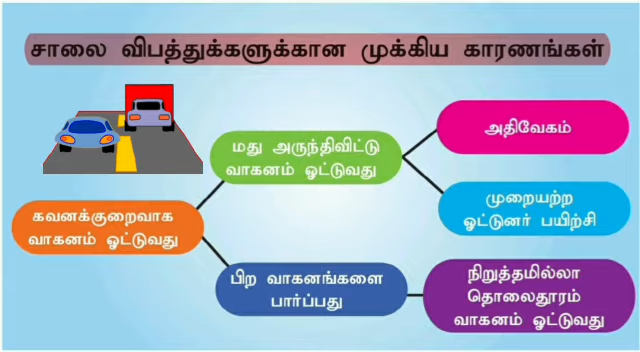 சாலை விபத்துக்களுக்கான முக்கிய காரணங்கள்
மது அருந்திவிட்டு
வாகனம் ஓட்டுவது
அதிவேகம்
முறையற்ற
ஓட்டுனர் பயிற்சி
கவனக்குறைவாக
வாகனம் ஓட்டுவது
பிற வாகனங்களை
பார்ப்பது
நிறுத்தமில்லா
தொலைதூரம்
வாகனம் ஓட்டுவது